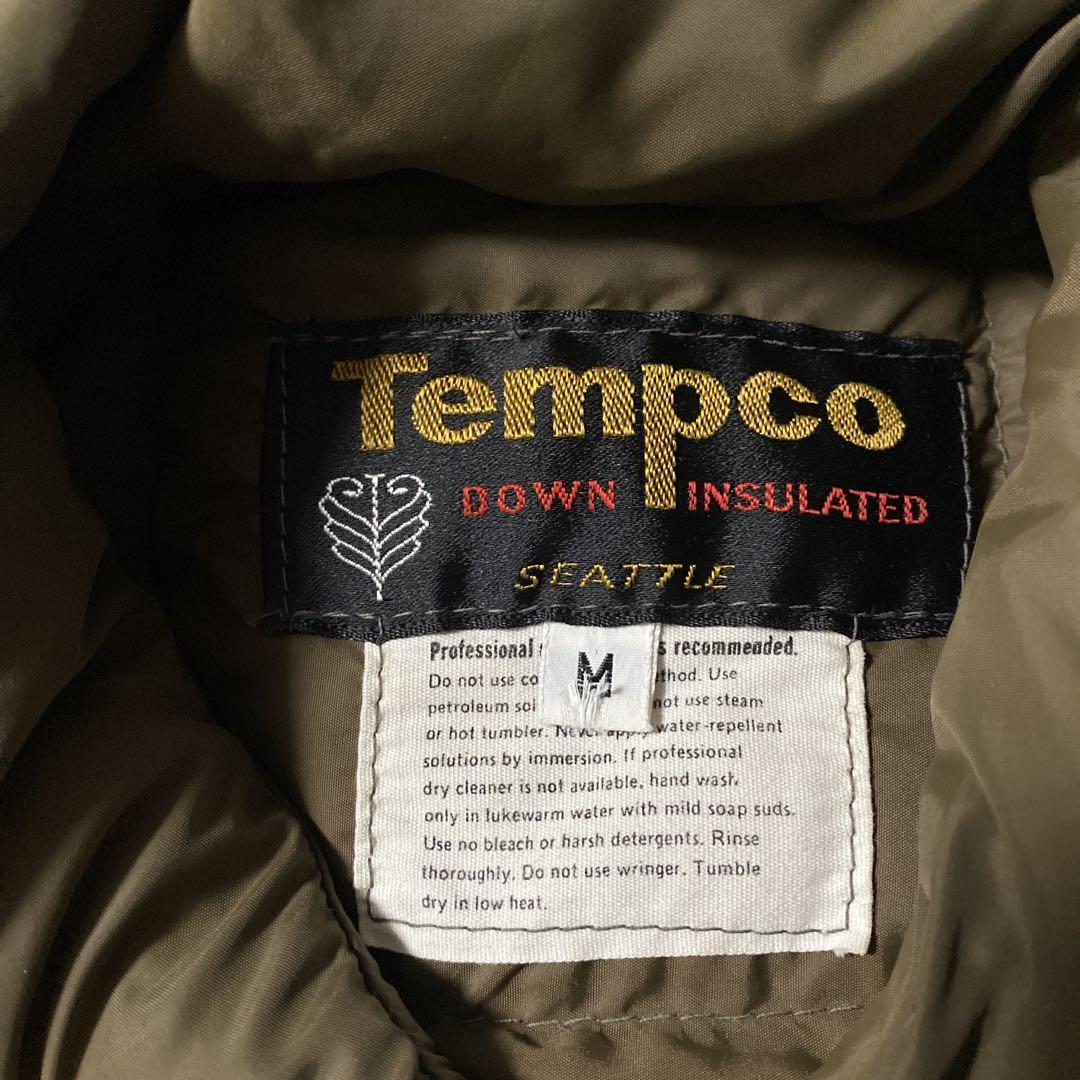 Tempco
DOWN INSULATED
SEATTLE
M
Professional recommended.
Do not use Use
petroleum not use steam
or hot tumbler. Never apply water-repellent
solutions by immersion. If professional
dry cleaner is not available, hand wash
only in lukewarm water with mild soap suds.
Use no bleach or harsh detergents. Rinse
thoroughly. Do not use wringer. Tumble
dry in low heat.